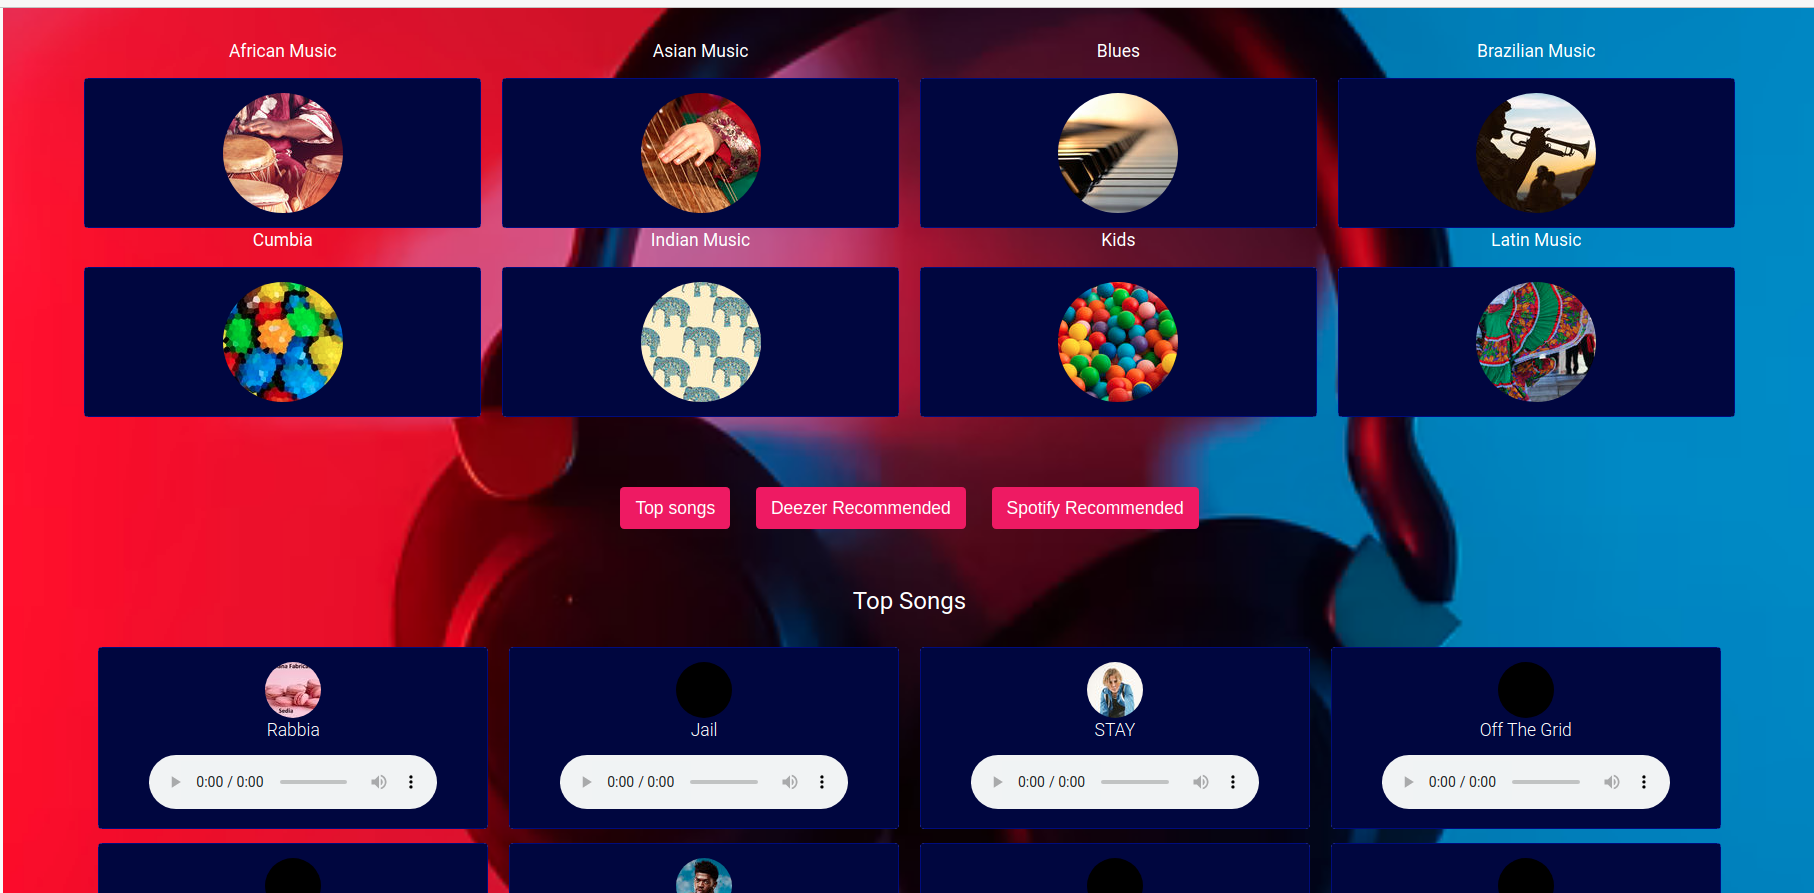 African Music
Asian Music
Blues
Brazilian Music
Cumbia
Indian Music
Kids
Latin Music
Top songs
Deezer Recommended
Spotify Recommended
Top Songs
Rabbia
Jail
STAY
Off The Grid
0:00 / 0:00
0:00 / 0:00
0:00 / 0:00
0:00 / 0:00
Sedia